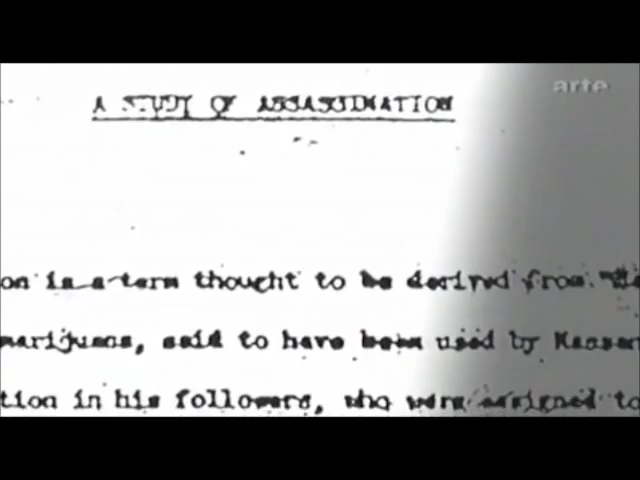 arte
A STUDY OF ASSASSINATION
on is a term thought to be derived from
marijuana, said to have been used by Hassan
tion in his followers, who were assigned to